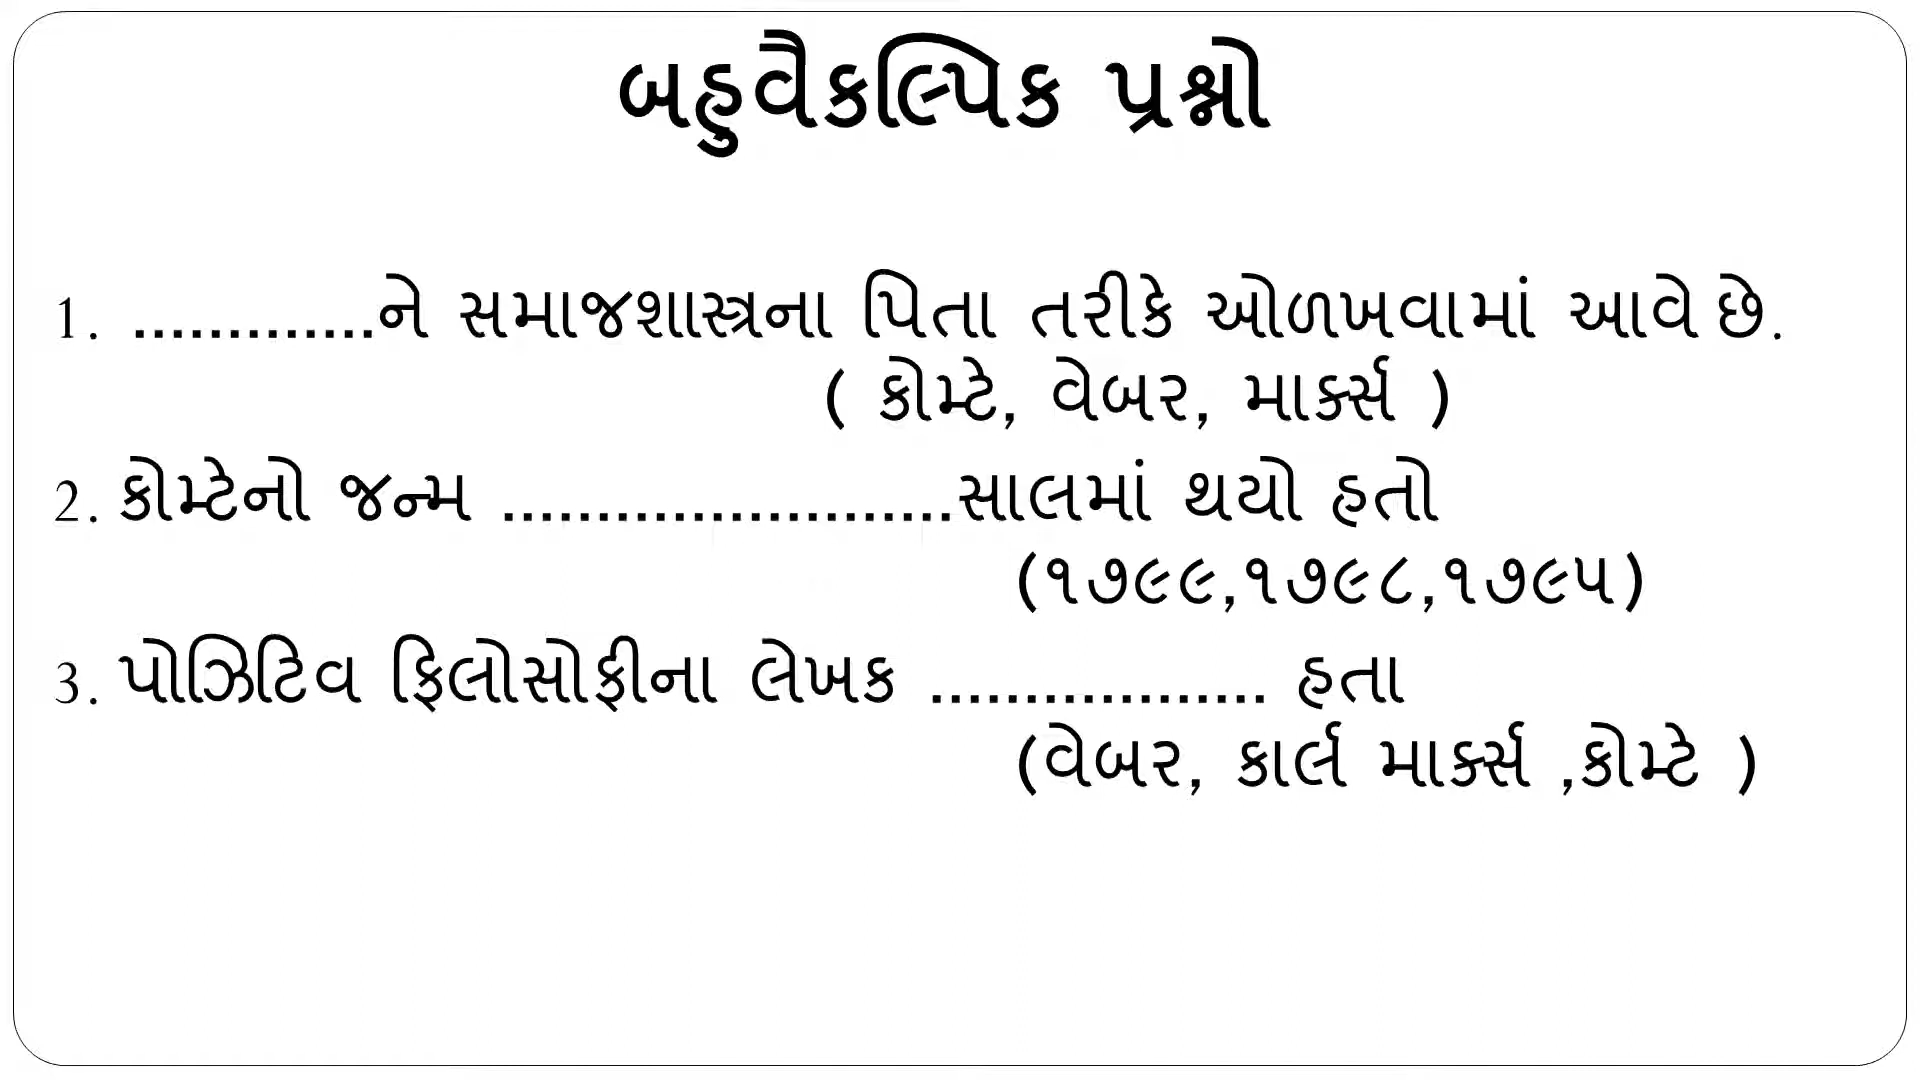 બહુવૈકલ્પિક પ્રશ્નો
1. .............ને સમાજશાસ્ત્રના પિતા તરીકે ઓળખવામાં આવે છે.
( કોમ્ટે, વેબર, માર્ક્સ )
2. કોમ્ટેનો જન્મ ........................સાલમાં થયો હતો
(૧૭૯૯,૧૭૯૮,૧૭૯૫)
3. પોઝિટિવ ફિલોસોફીના લેખક .................. હતા
(વેબર, કાર્લ માર્ક્સ ,કોમ્ટે )